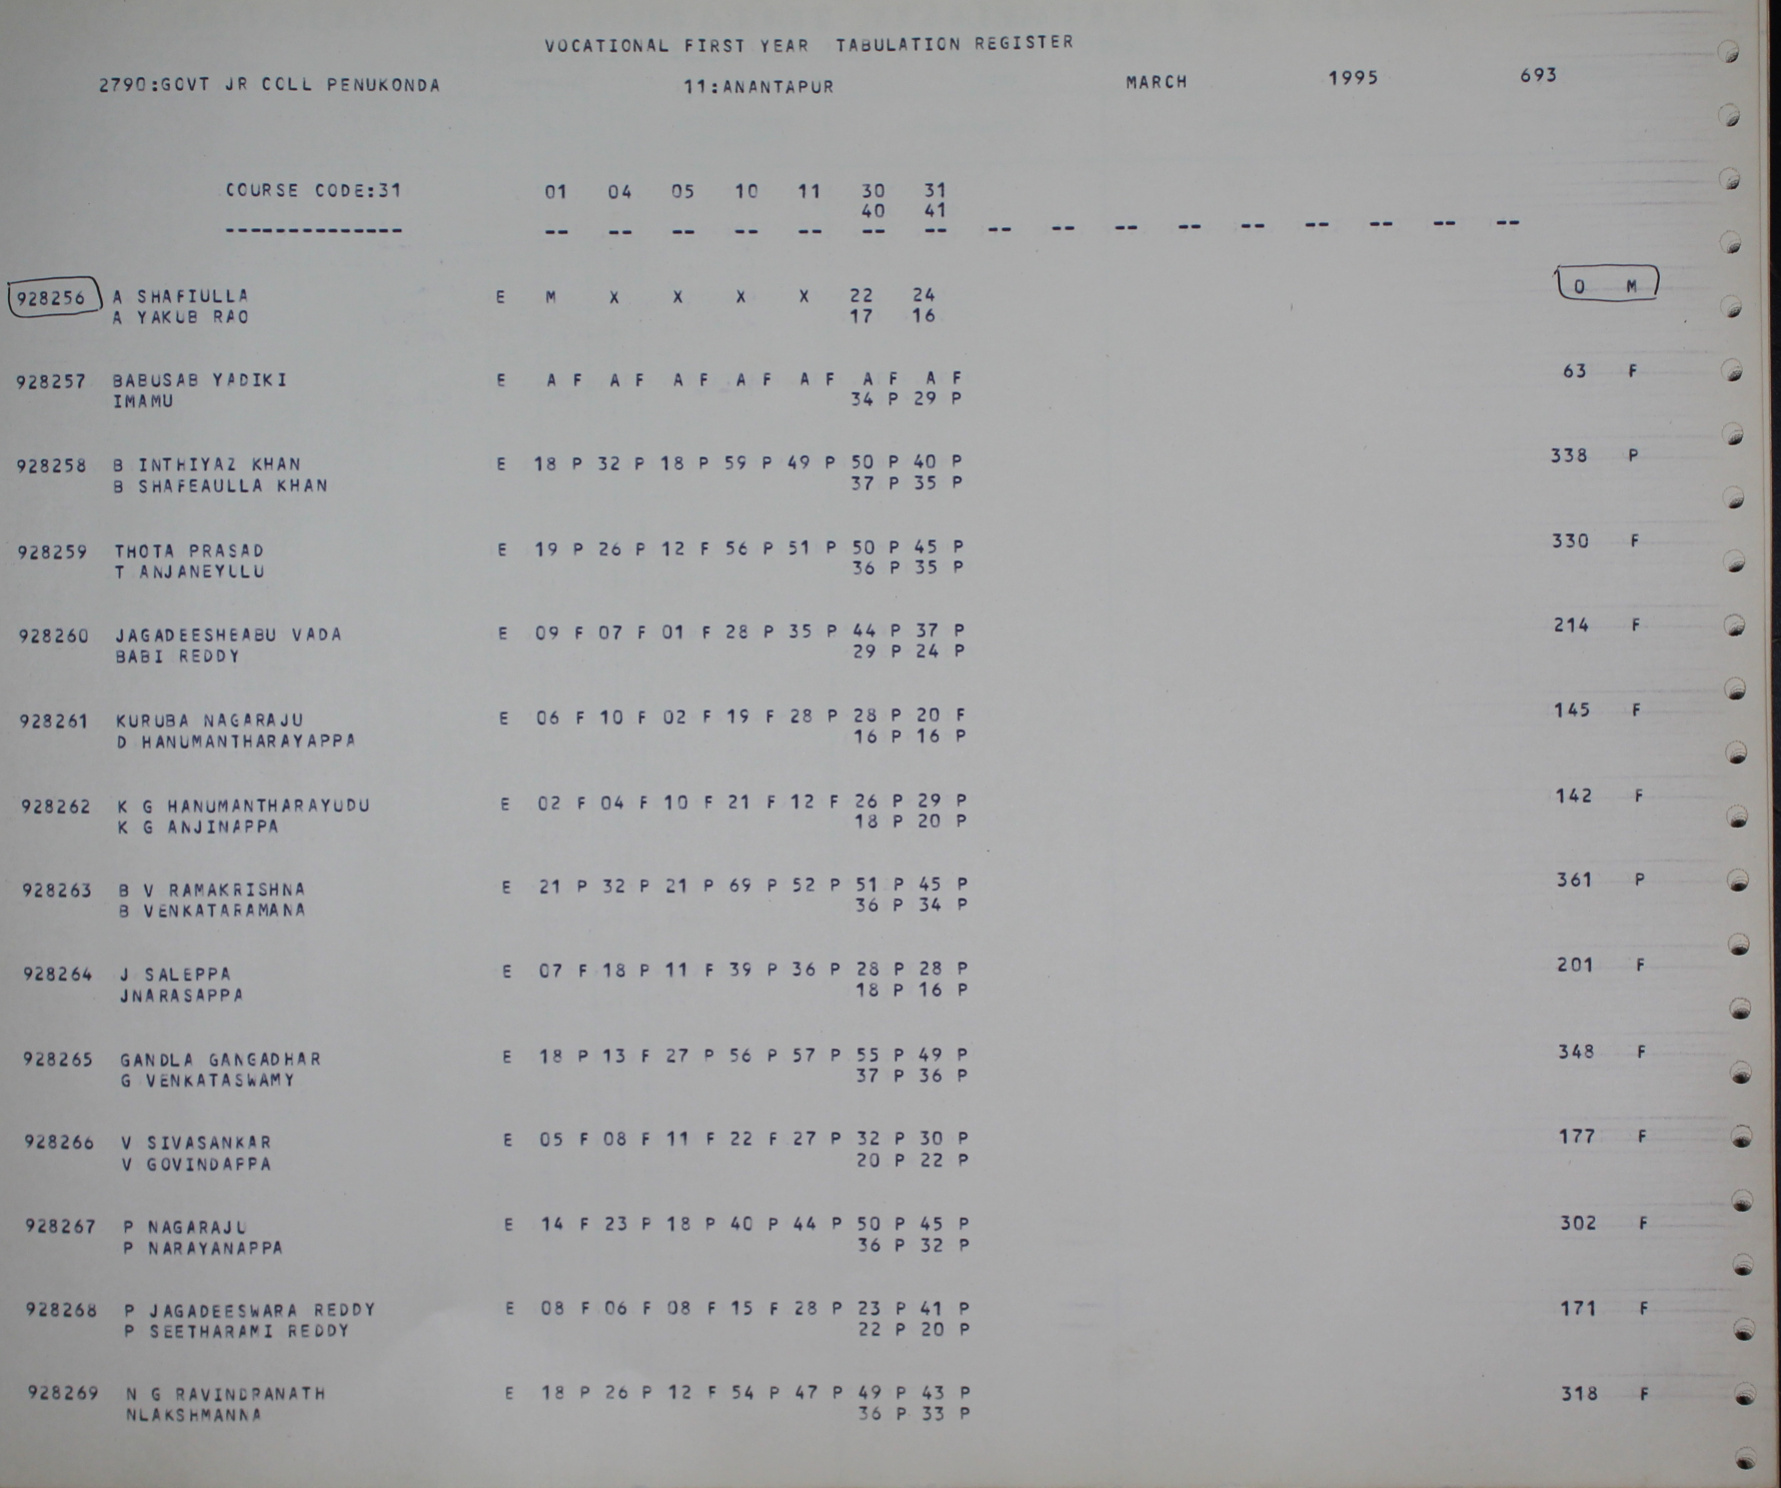 VOCATIONAL FIRST YEAR TABULATION REGISTER
2790:GOVT JR COLL PENUKONDA 11:ANANTAPUR MARCH 1995 693
COURSE CODE:31 01 04 05 10 11 30 31
40 41
-------------- -- -- -- -- -- -- -- -- -- -- -- -- -- -- -- --
928256 A SHAFIULLA E M X X X X 22 24 0 M
A YAKUB RAO 17 16
928257 BABUSAB YADIKI E A F A F A F A F A F A F A F 63 F
IMAMU 34 P 29 P
928258 B INTHIYAZ KHAN E 18 P 32 P 18 P 59 P 49 P 50 P 40 P 338 P
B SHAFEAULLA KHAN 37 P 35 P
928259 THOTA PRASAD E 19 P 26 P 12 F 56 P 51 P 50 P 45 P 330 F
T ANJANEYLLU 36 P 35 P
928260 JAGADEESHEABU VADA E 09 F 07 F 01 F 28 P 35 P 44 P 37 P 214 F
BABI REDDY 29 P 24 P
928261 KURUBA NAGARAJU E 06 F 10 F 02 F 19 F 28 P 28 P 20 F 145 F
D HANUMANTHARAYAPPA 16 P 16 P
928262 K G HANUMANTHARAYUDU E 02 F 04 F 10 F 21 F 12 F 26 P 29 P 142 F
K G ANJINAPPA 18 P 20 P
928263 B V RAMAKRISHNA E 21 P 32 P 21 P 69 P 52 P 51 P 45 P 361 P
B VENKATARAMANA 36 P 34 P
928264 J SALEPPA E 07 F 18 P 11 F 39 P 36 P 28 P 28 P 201 F
JNARASAPPA 18 P 16 P
928265 GANDLA GANGADHAR E 18 P 13 F 27 P 56 P 57 P 55 P 49 P 348 F
G VENKATASWAMY 37 P 36 P
928266 V SIVASANKAR E 05 F 08 F 11 F 22 F 27 P 32 P 30 P 177 F
V GOVINDAPPA 20 P 22 P
928267 P NAGARAJU E 14 F 23 P 18 P 40 P 44 P 50 P 45 P 302 F
P NARAYANAPPA 36 P 32 P
928268 P JAGADEESWARA REDDY E 08 F 06 F 08 F 15 F 28 P 23 P 41 P 171 F
P SEETHARAMI REDDY 22 P 20 P
928269 N G RAVINDRANATH E 18 P 26 P 12 F 54 P 47 P 49 P 43 P 318 F
NLAKSHMANNA 36 P 33 P